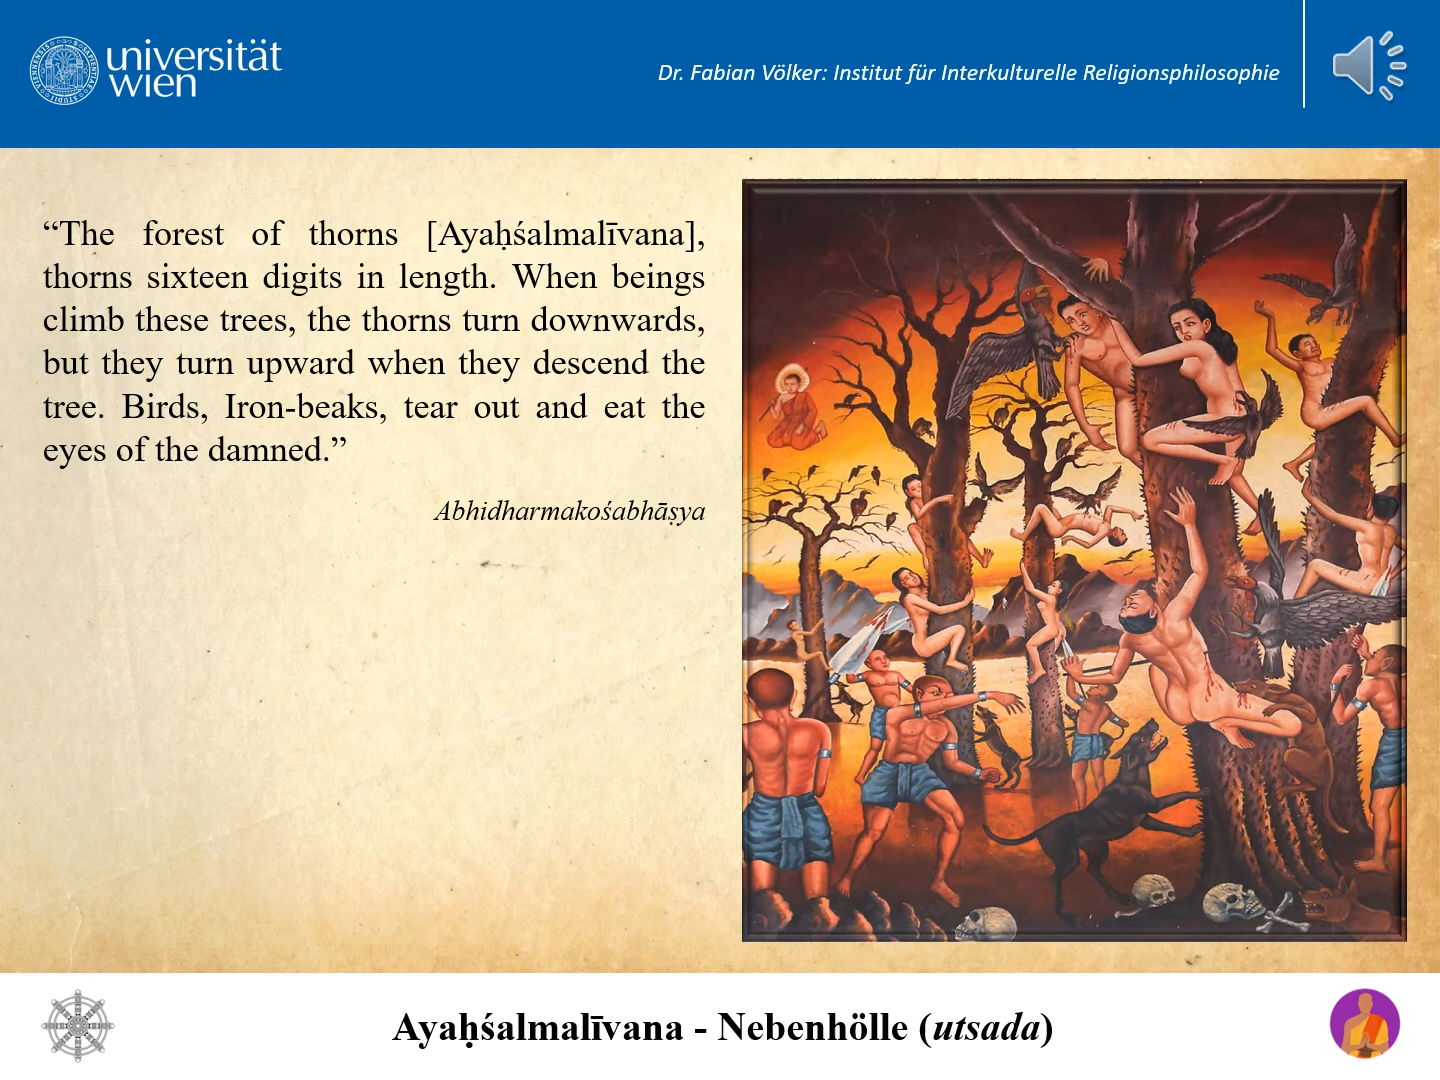 universität
wien
Dr. Fabian Völker: Institut für Interkulturelle Religionsphilosophie
“The forest of thorns [Ayaḥśalmalīvana],
thorns sixteen digits in length. When beings
climb these trees, the thorns turn downwards,
but they turn upward when they descend the
tree. Birds, Iron-beaks, tear out and eat the
eyes of the damned.”
Abhidharmakośabhāṣya
Ayaḥśalmalīvana - Nebenhölle (utsada)